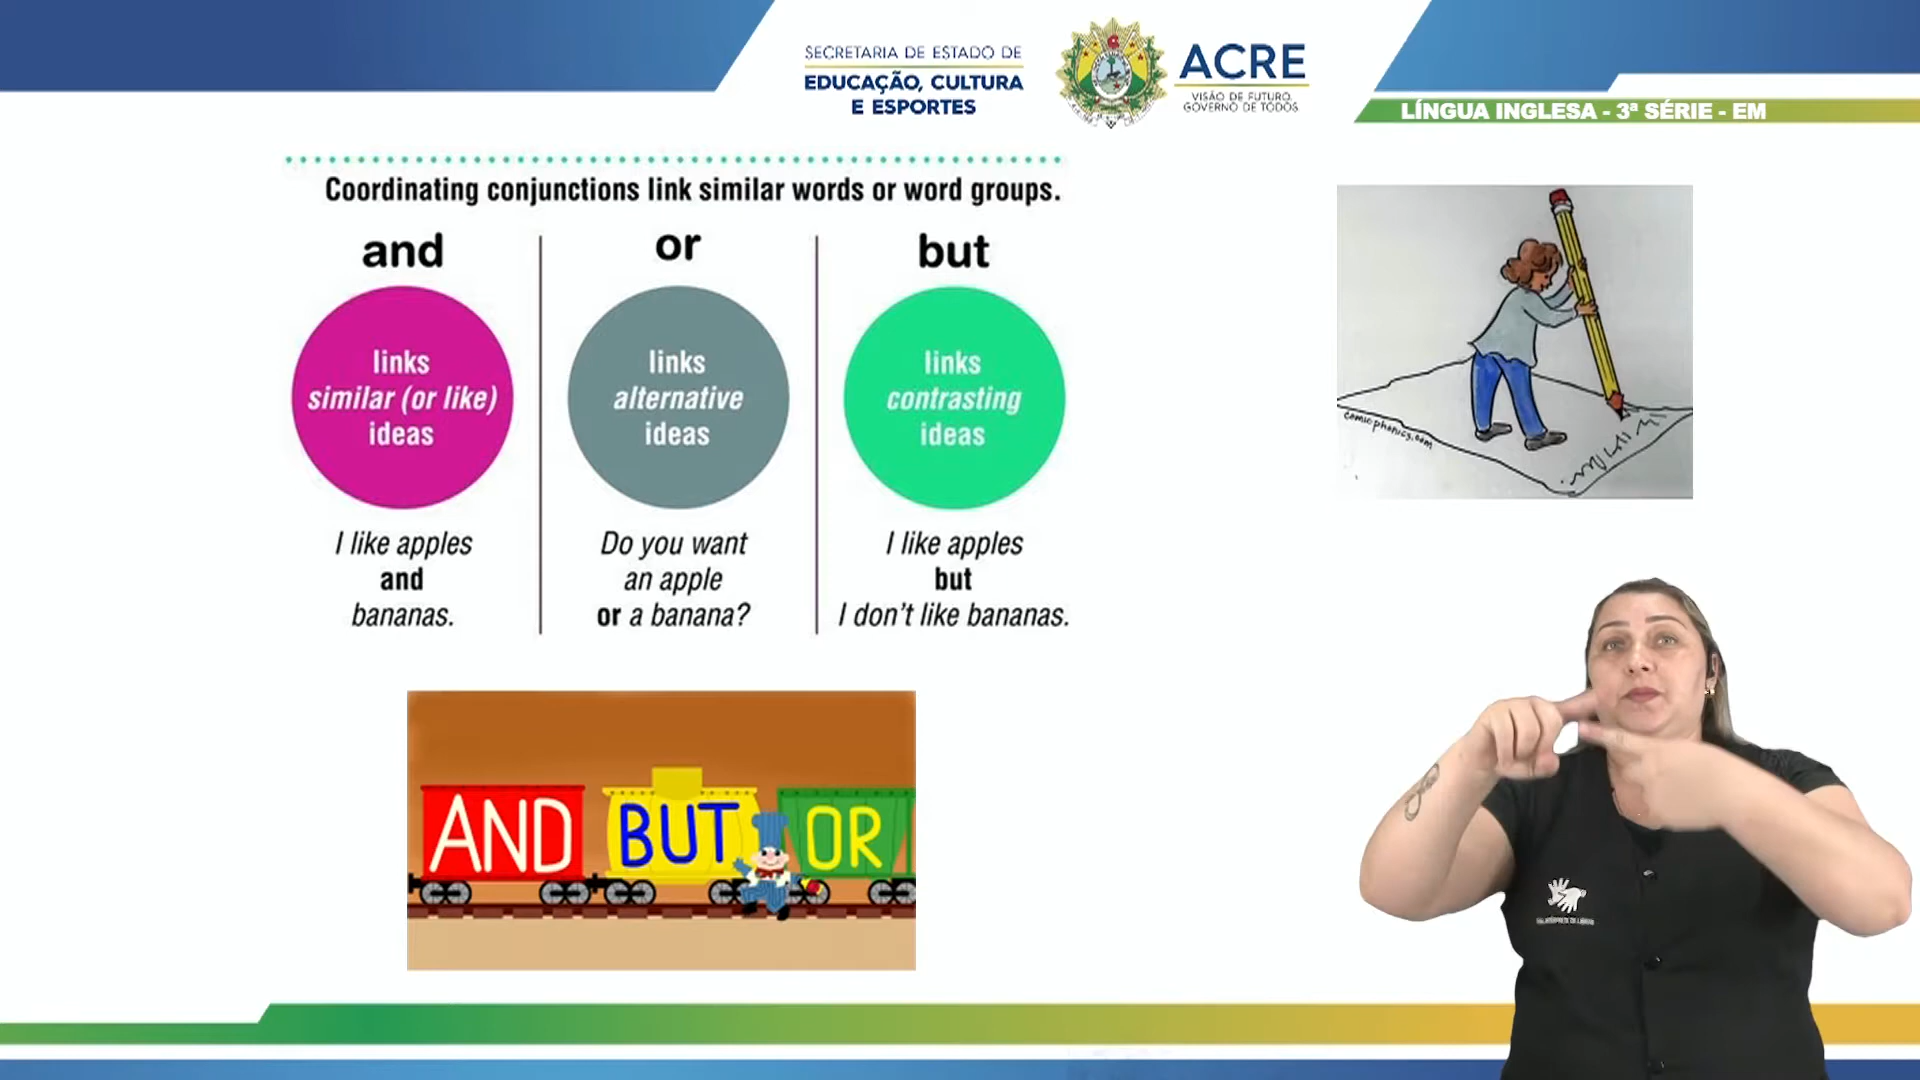 SECRETARIA DE ESTADO DE
EDUCAÇÃO, CULTURA
E ESPORTES
ACRE
VISÃO DE FUTURO.
GOVERNO DE TODOS
LÍNGUA INGLESA - 3ª SÉRIE - EM
Coordinating conjunctions link similar words or word groups.
and
links
similar (or like)
ideas
I like apples
and
bananas.
or
links
alternative
ideas
Do you want
an apple
or a banana?
but
links
contrasting
ideas
I like apples
but
I don't like bananas.
comicphonics.com
AND
BUT
OR